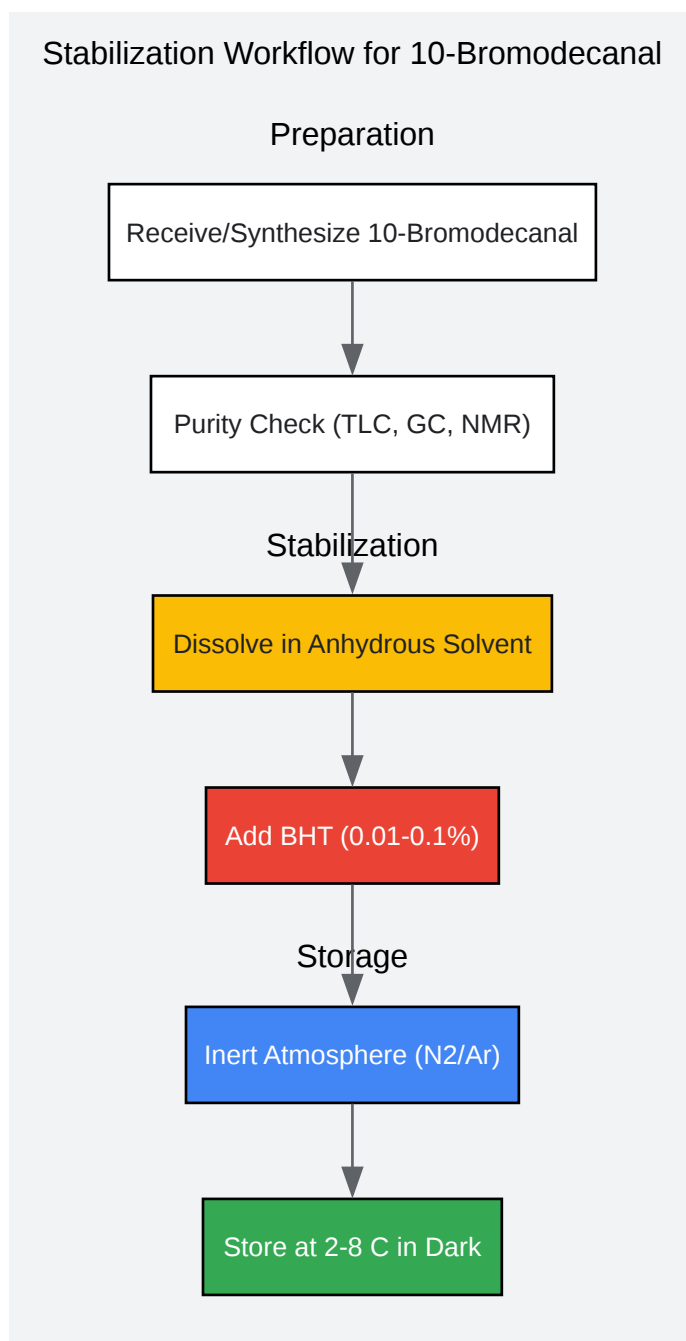 Stabilization Workflow for 10-Bromodecanal
Preparation
Receive/Synthesize 10-Bromodecanal
Purity Check (TLC, GC, NMR)
Stabilization
Dissolve in Anhydrous Solvent
Add BHT (0.01-0.1%)
Storage
Inert Atmosphere (N2/Ar)
Store at 2-8 C in Dark